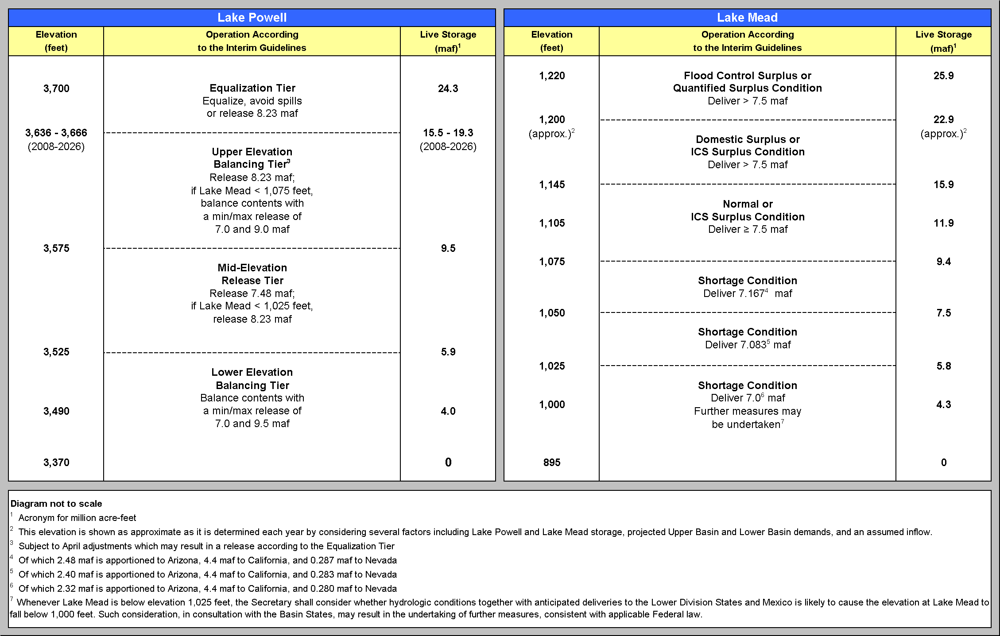 Lake Powell
Elevation
(feet)
Operation According
to the Interim Guidelines
Live Storage
(maf)1
3,700
Equalization Tier
Equalize, avoid spills
or release 8.23 maf
24.3
3,636 - 3,666
(2008-2026)
15.5 - 19.3
(2008-2026)
Upper Elevation
Balancing Tier3
Release 8.23 maf;
if Lake Mead < 1,075 feet,
balance contents with
a min/max release of
7.0 and 9.0 maf
3,575
9.5
Mid-Elevation
Release Tier
Release 7.48 maf;
if Lake Mead < 1,025 feet,
release 8.23 maf
3,525
5.9
Lower Elevation
Balancing Tier
Balance contents with
a min/max release of
7.0 and 9.5 maf
3,490
4.0
3,370
0
Lake Mead
Elevation
(feet)
Operation According
to the Interim Guidelines
Live Storage
(maf)1
1,220
Flood Control Surplus or
Quantified Surplus Condition
Deliver > 7.5 maf
25.9
1,200
(approx.)2
22.9
(approx.)2
Domestic Surplus or
ICS Surplus Condition
Deliver > 7.5 maf
1,145
15.9
Normal or
ICS Surplus Condition
Deliver ≥ 7.5 maf
1,105
11.9
1,075
9.4
Shortage Condition
Deliver 7.1674 maf
1,050
7.5
Shortage Condition
Deliver 7.0835 maf
1,025
5.8
Shortage Condition
Deliver 7.06 maf
Further measures may
be undertaken7
1,000
4.3
895
0
Diagram not to scale
1 Acronym for million acre-feet
2 This elevation is shown as approximate as it is determined each year by considering several factors including Lake Powell and Lake Mead storage, projected Upper Basin and Lower Basin demands, and an assumed inflow.
3 Subject to April adjustments which may result in a release according to the Equalization Tier
4 Of which 2.48 maf is apportioned to Arizona, 4.4 maf to California, and 0.287 maf to Nevada
5 Of which 2.40 maf is apportioned to Arizona, 4.4 maf to California, and 0.283 maf to Nevada
6 Of which 2.32 maf is apportioned to Arizona, 4.4 maf to California, and 0.280 maf to Nevada
7 Whenever Lake Mead is below elevation 1,025 feet, the Secretary shall consider whether hydrologic conditions together with anticipated deliveries to the Lower Division States and Mexico is likely to cause the elevation at Lake Mead to
fall below 1,000 feet. Such consideration, in consultation with the Basin States, may result in the undertaking of further measures, consistent with applicable Federal law.